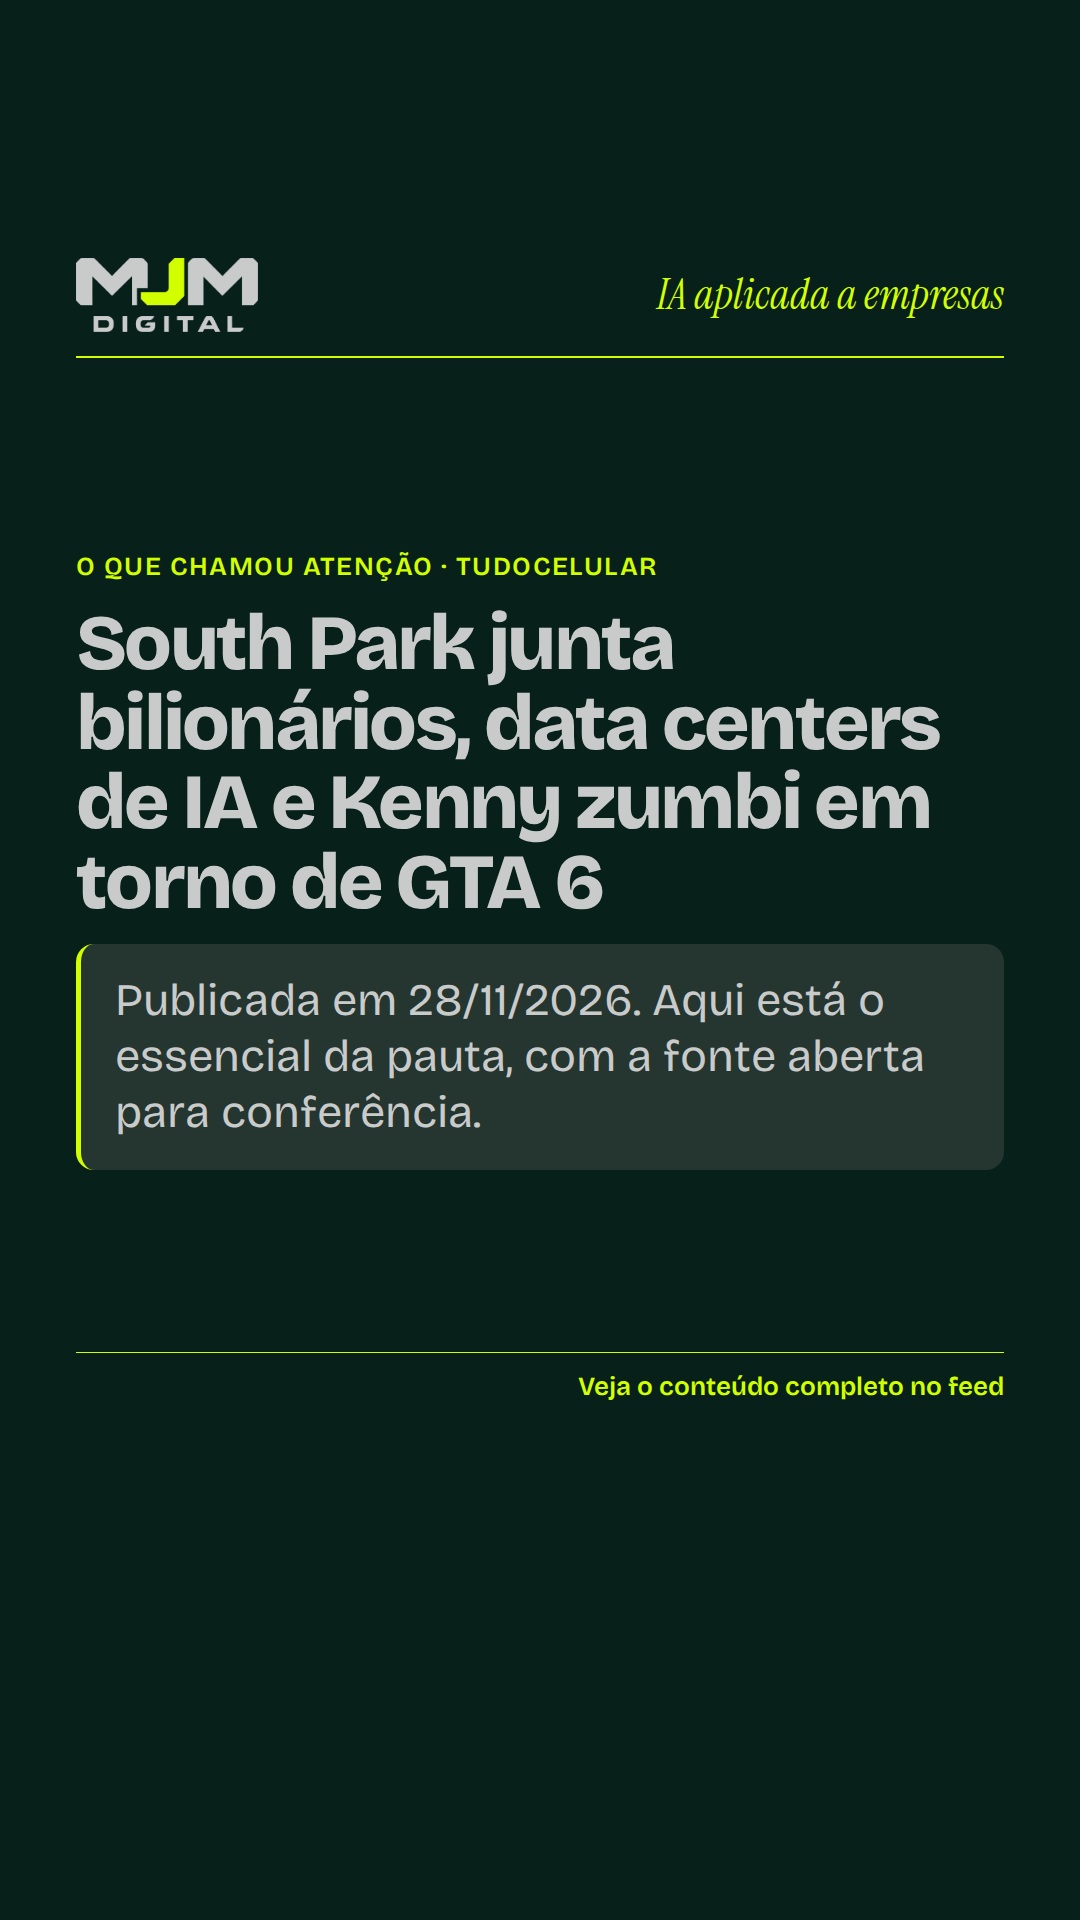 MJM
DIGITAL
IA aplicada a empresas
O QUE CHAMOU ATENÇÃO · TUDOCELULAR
South Park junta
bilionários, data centers
de IA e Kenny zumbi em
torno de GTA 6
Publicada em 28/11/2026. Aqui está o
essencial da pauta, com a fonte aberta
para conferência.
Veja o conteúdo completo no feed